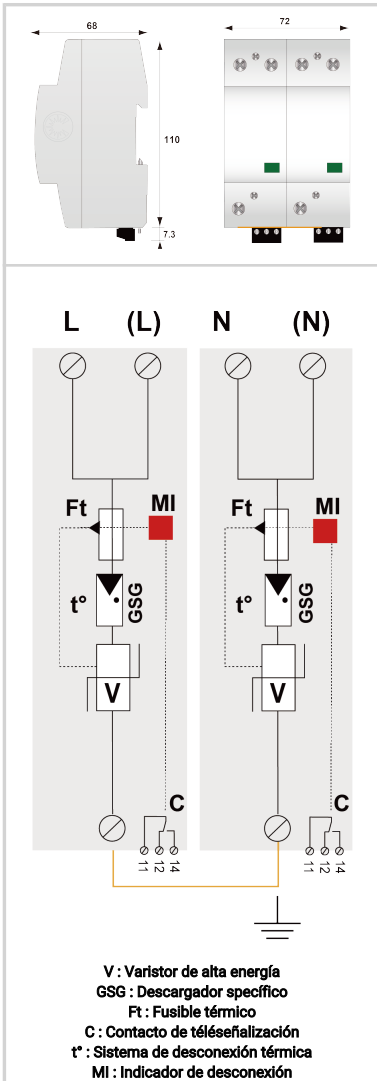 68
72
110
7.3
L (L) N (N)
Ft MI Ft MI
t° GSG t° GSG
V V
C C
11 12 14 11 12 14
V : Varistor de alta energía
GSG : Descargador specífico
Ft : Fusible térmico
C : Contacto de téléseñalización
t° : Sistema de desconexión térmica
MI : Indicador de desconexión